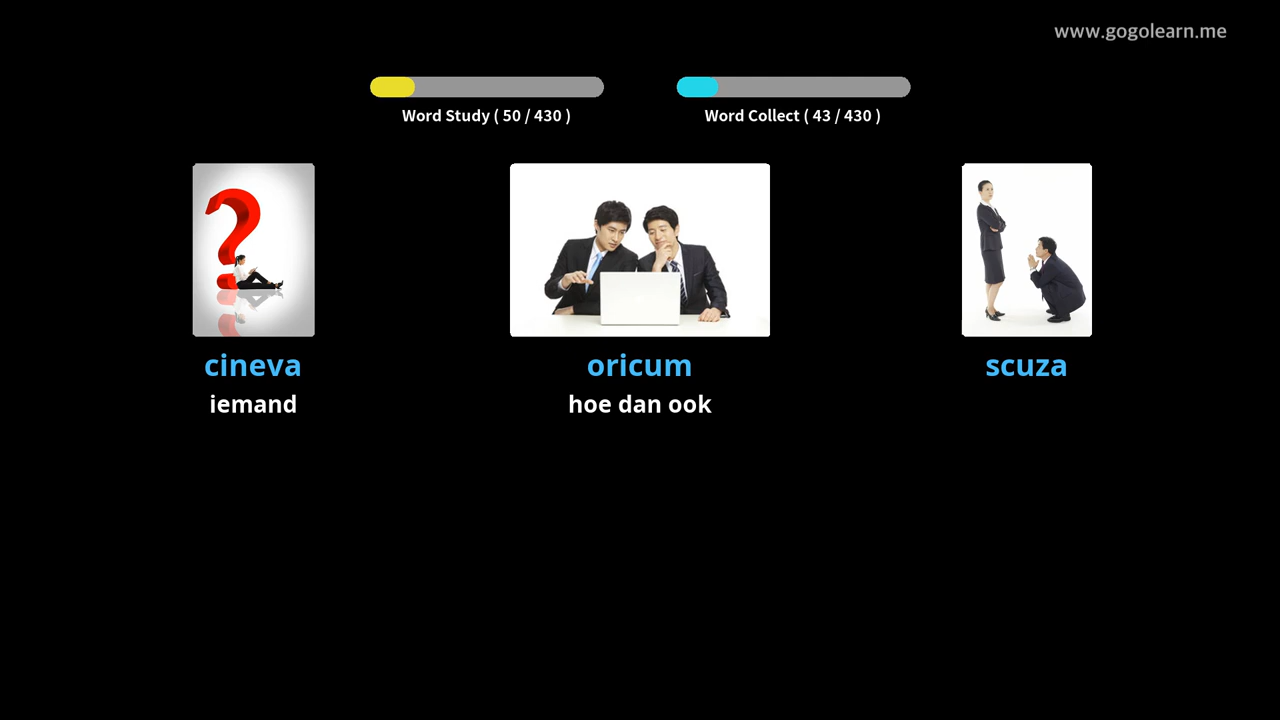 www.gogolearn.me
Word Study ( 50 / 430 )
Word Collect ( 43 / 430 )
cineva
iemand
oricum
hoe dan ook
scuza